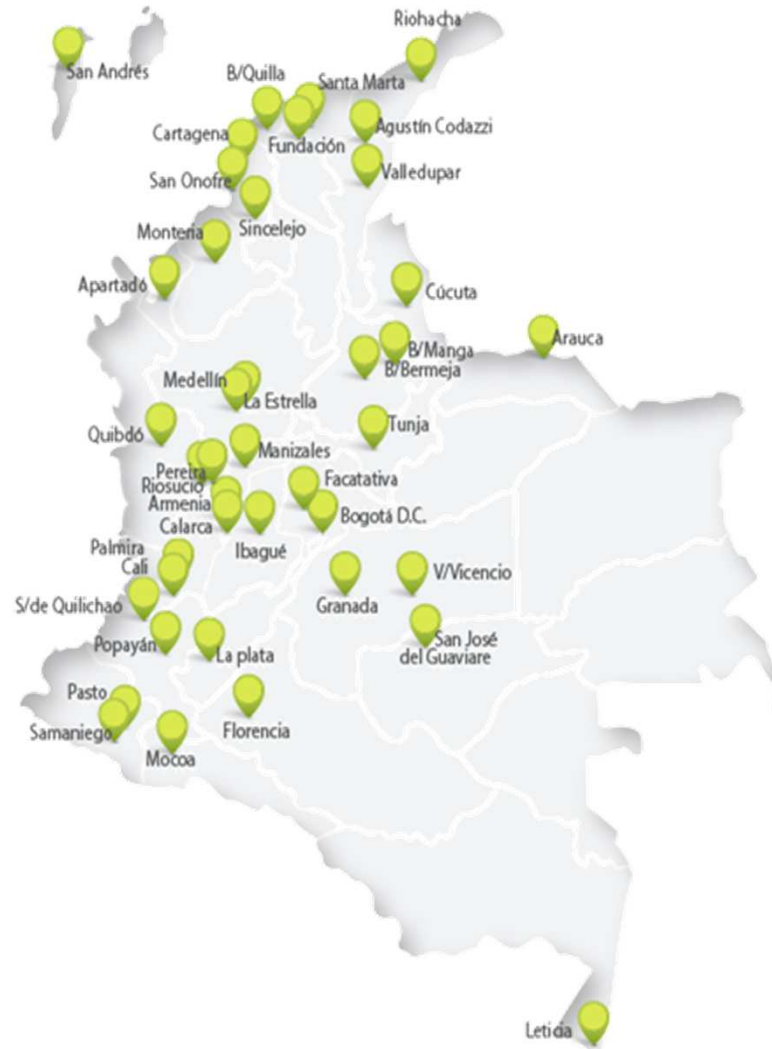 Riohacha
San Andrés
B/Quilla
Santa Marta
Cartagena
Agustín Codazzi
Fundación
San Onofre
Valledupar
Sincelejo
Montería
Apartadó
Cúcuta
Arauca
B/Manga
B/Bermeja
Medellín
La Estrella
Quibdó
Tunja
Manizales
Pereira
Facatativa
Riosucio
Armenia
Bogotá D.C.
Calarca
Ibagué
Palmira
Cali
V/Vicencio
S/de Quilichao
Granada
Popayán
San José
del Guaviare
La plata
Pasto
Samaniego
Florencia
Mocoa
Leticia